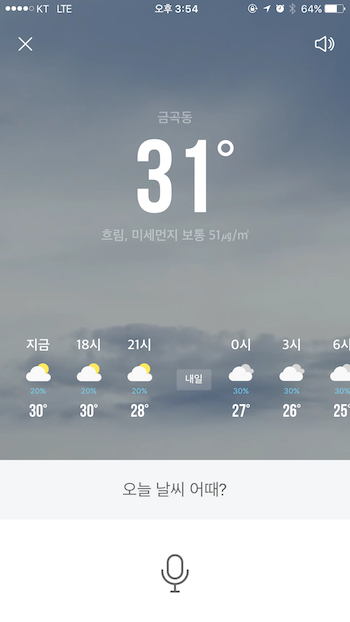 KT LTE 오후 3:54 64%
금곡동
31°
흐림, 미세먼지 보통 51㎍/㎥
지금 18시 21시 0시 3시 6시
내일
20% 20% 20% 30% 30% 30%
30° 30° 28° 27° 26° 25°
오늘 날씨 어때?